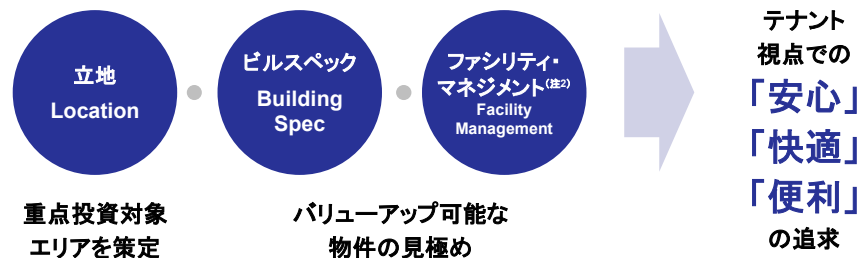 立地
Location
ビルスペック
Building
Spec
ファシリティ・
マネジメント(注2)
Facility
Management
重点投資対象
エリアを策定
バリューアップ可能な
物件の見極め
テナント
視点での
「安心」
「快適」
「便利」
の追求